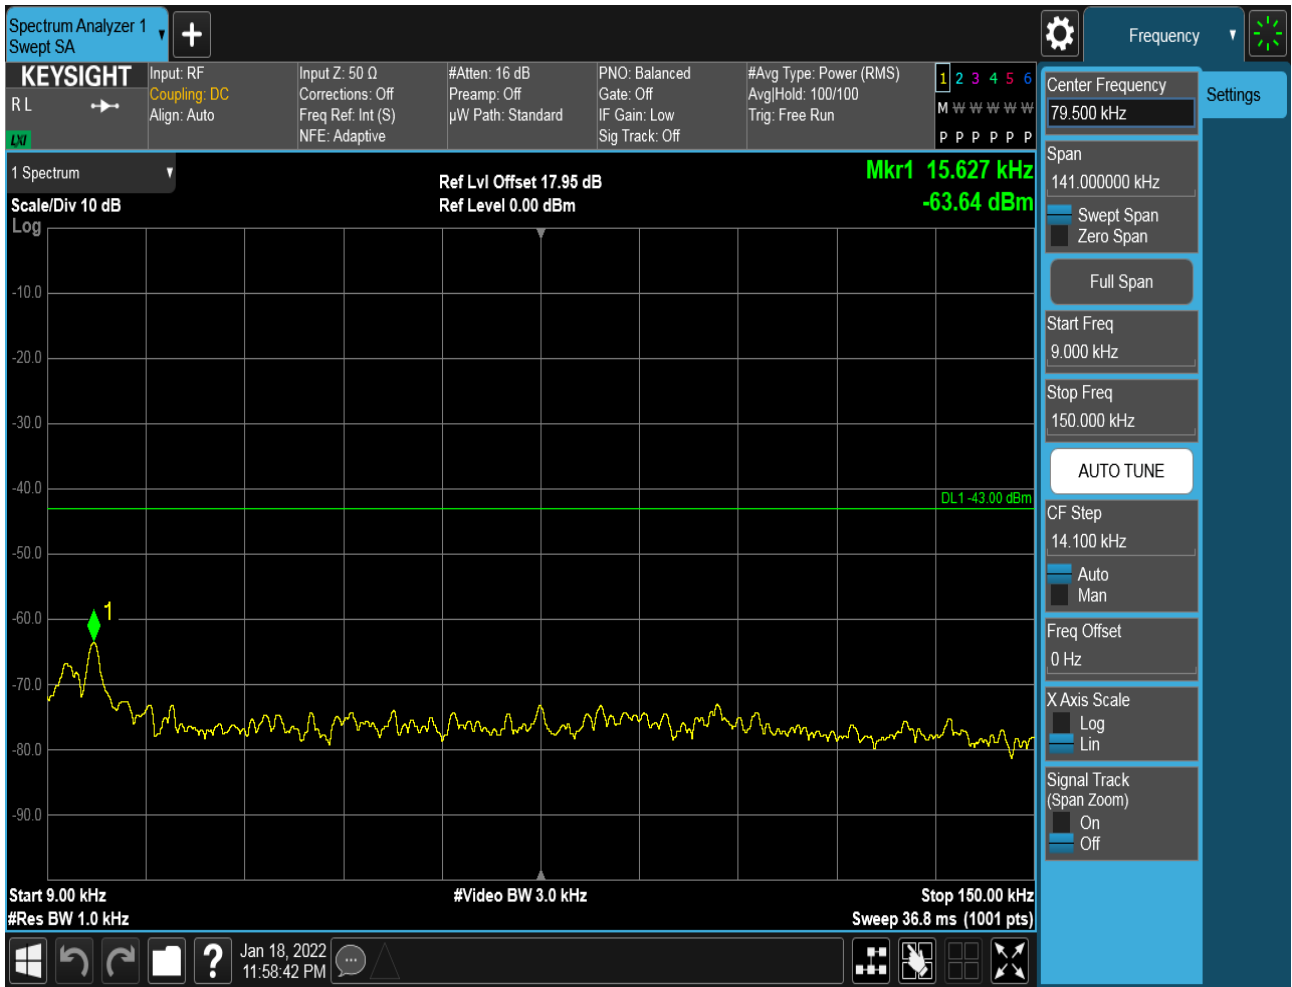 Spectrum Analyzer 1
Swept SA
+
Frequency
KEYSIGHT
R L
LXI
Input: RF
Coupling: DC
Align: Auto
Input Z: 50 Ω
Corrections: Off
Freq Ref: Int (S)
NFE: Adaptive
#Atten: 16 dB
Preamp: Off
µW Path: Standard
PNO: Balanced
Gate: Off
IF Gain: Low
Sig Track: Off
#Avg Type: Power (RMS)
Avg|Hold: 100/100
Trig: Free Run
1 2 3 4 5 6
M W W W W W
P P P P P P
1 Spectrum
Scale/Div 10 dB
Log
Ref Lvl Offset 17.95 dB
Ref Level 0.00 dBm
Mkr1 15.627 kHz
-63.64 dBm
-10.0
-20.0
-30.0
-40.0
DL1 -43.00 dBm
-50.0
-60.0
1
-70.0
-80.0
-90.0
Start 9.00 kHz
#Video BW 3.0 kHz
Stop 150.00 kHz
#Res BW 1.0 kHz
Sweep 36.8 ms (1001 pts)
?
Jan 18, 2022
11:58:42 PM
Settings
Center Frequency
79.500 kHz
Span
141.000000 kHz
Swept Span
Zero Span
Full Span
Start Freq
9.000 kHz
Stop Freq
150.000 kHz
AUTO TUNE
CF Step
14.100 kHz
Auto
Man
Freq Offset
0 Hz
X Axis Scale
Log
Lin
Signal Track
(Span Zoom)
On
Off